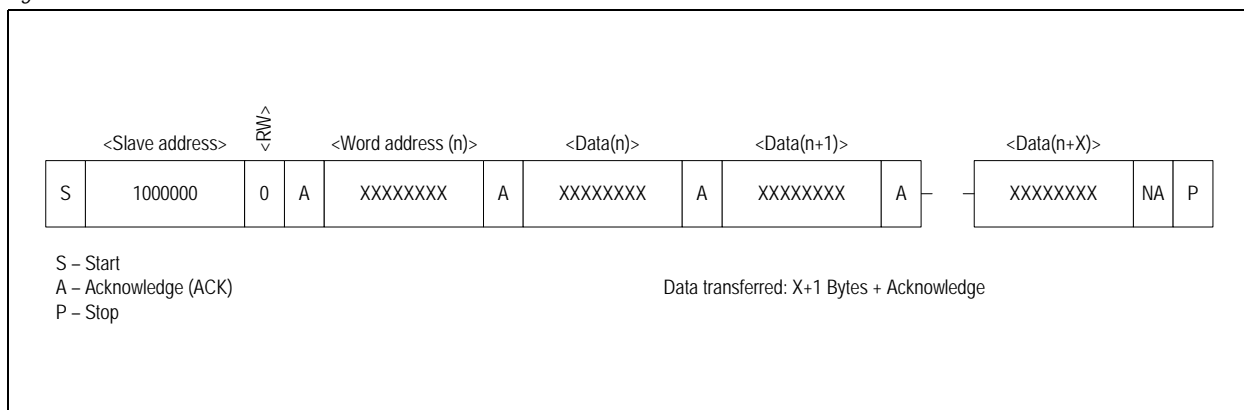 <Slave address> <RW> <Word address (n)> <Data(n)> <Data(n+1)> <Data(n+X)>
S 1000000 0 A XXXXXXXX A XXXXXXXX A XXXXXXXX A XXXXXXXX NA P
S – Start
A – Acknowledge (ACK) Data transferred: X+1 Bytes + Acknowledge
P – Stop